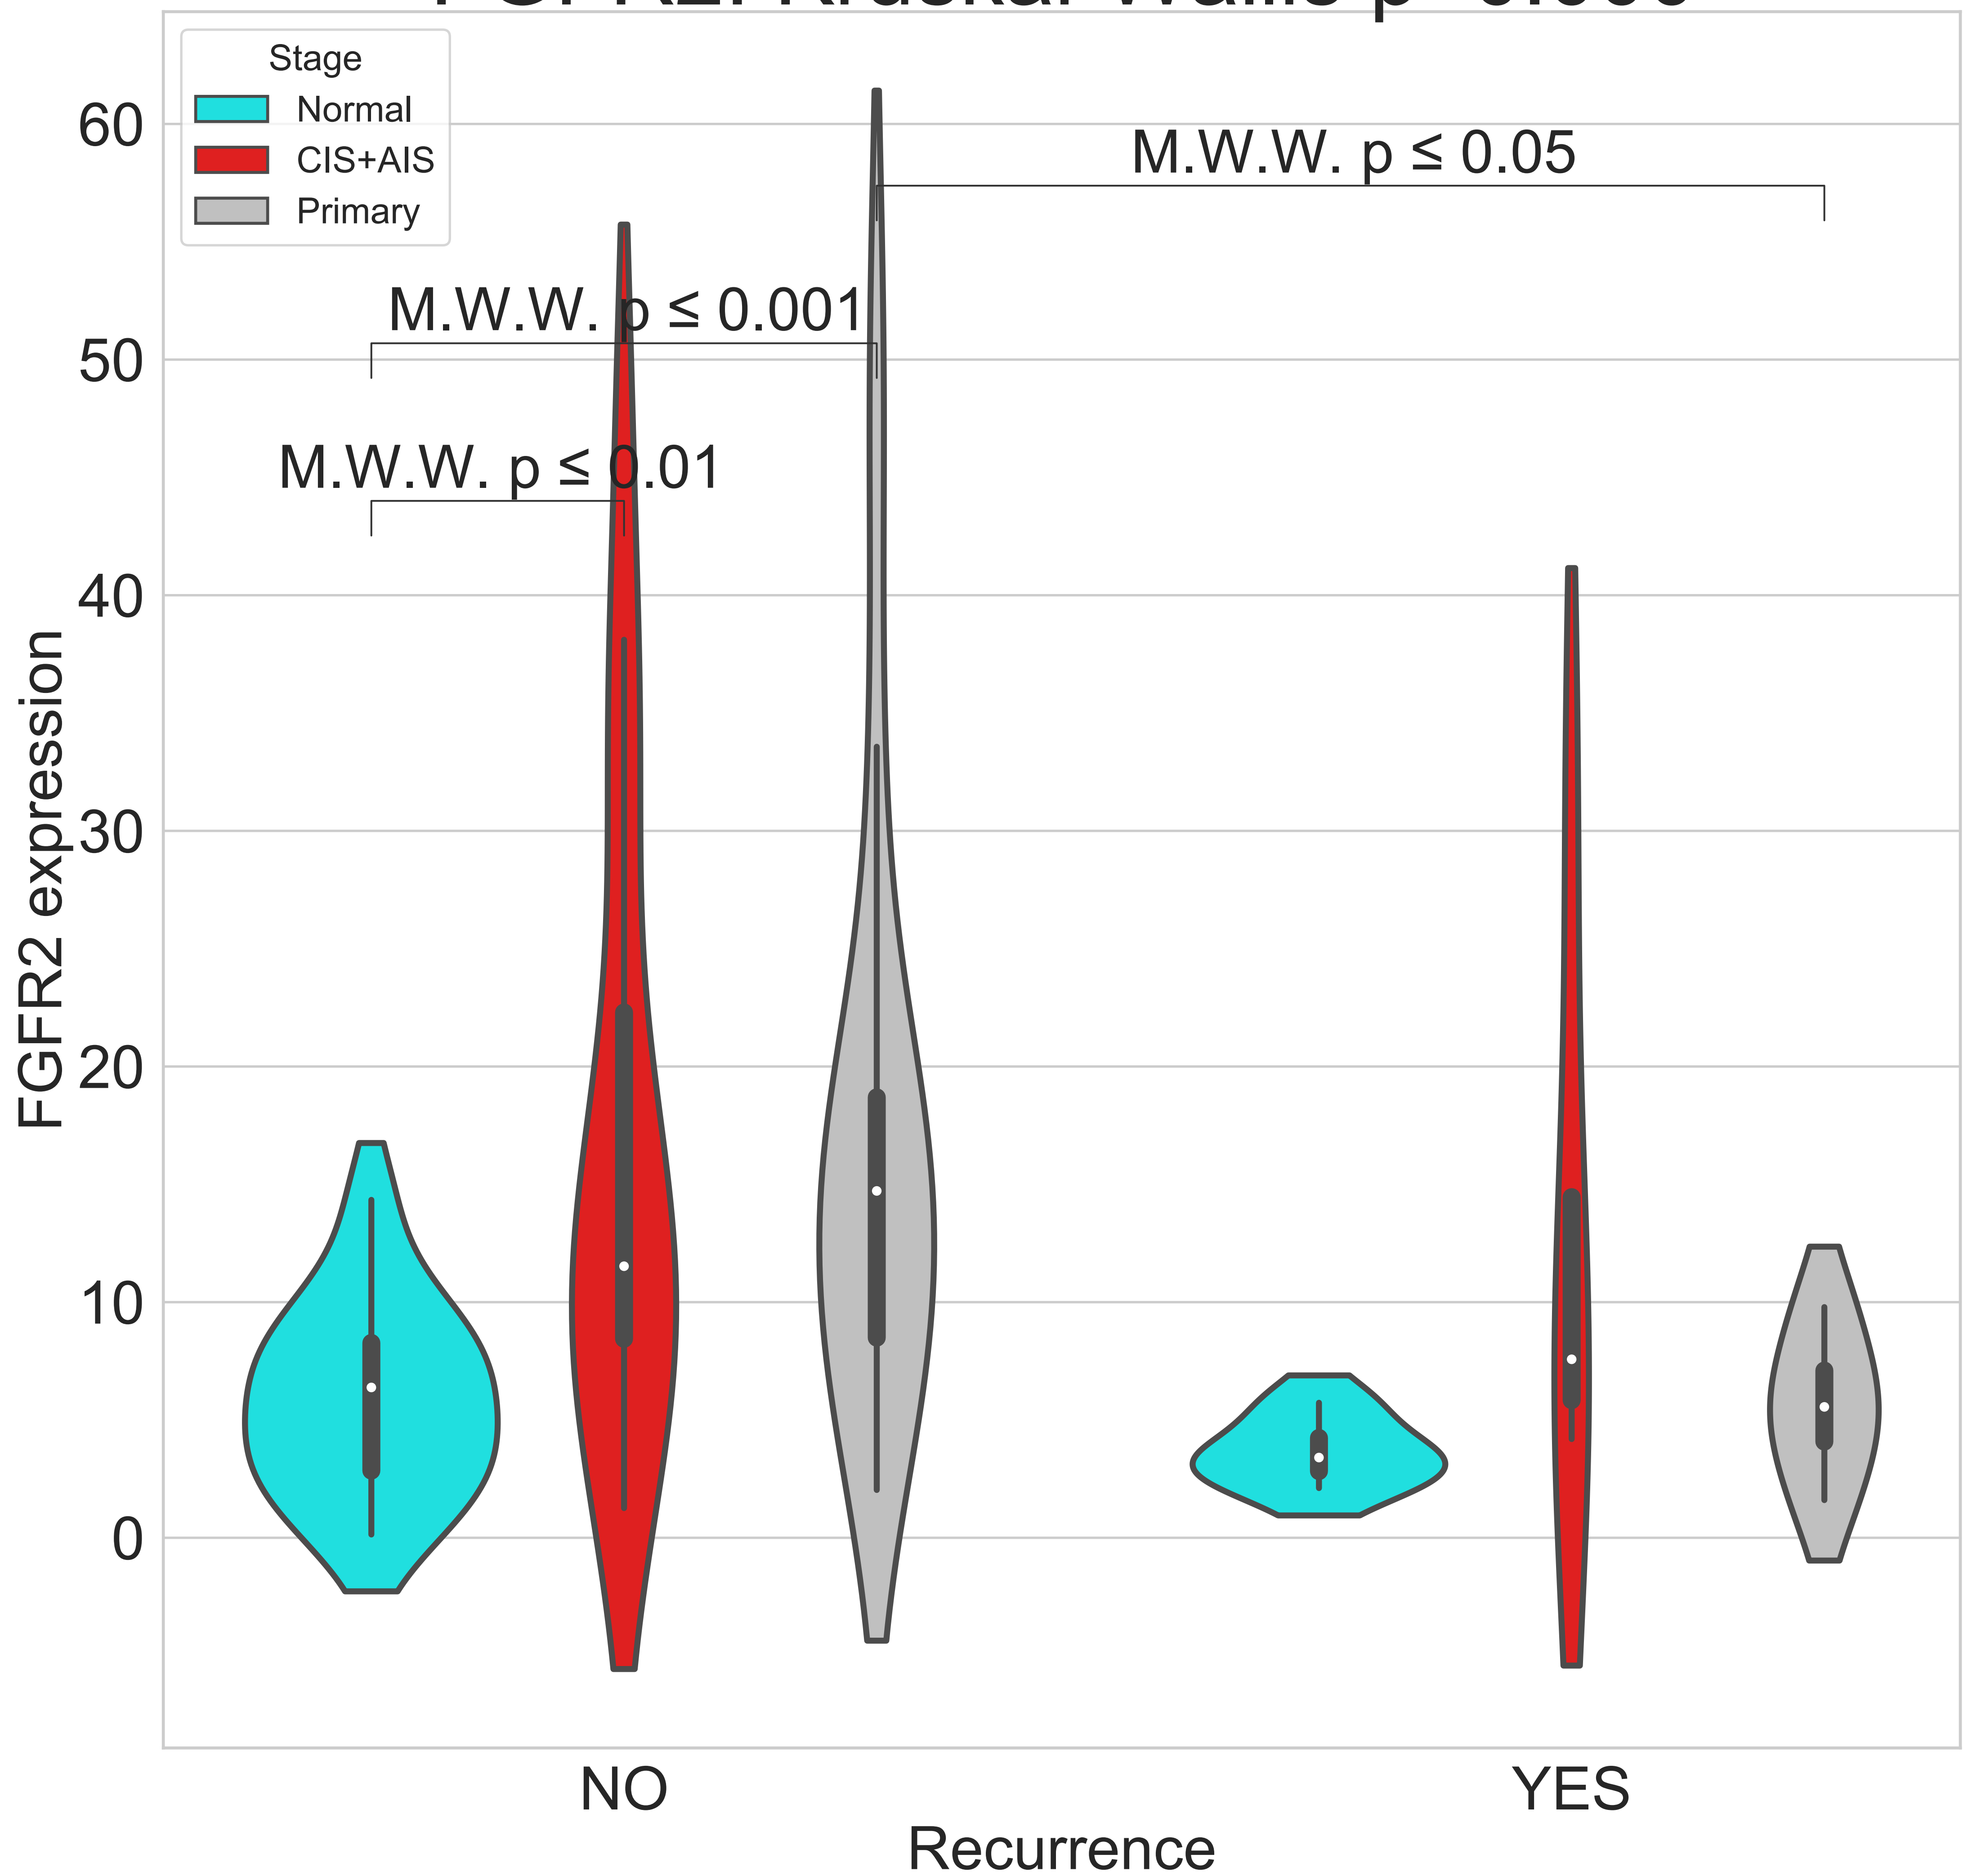 Stage
Normal
CIS+AIS
Primary
60
50
40
30
20
10
0
FGFR2 expression
M.W.W. p ≤ 0.05
M.W.W. p ≤ 0.001
M.W.W. p ≤ 0.01
NO
YES
Recurrence